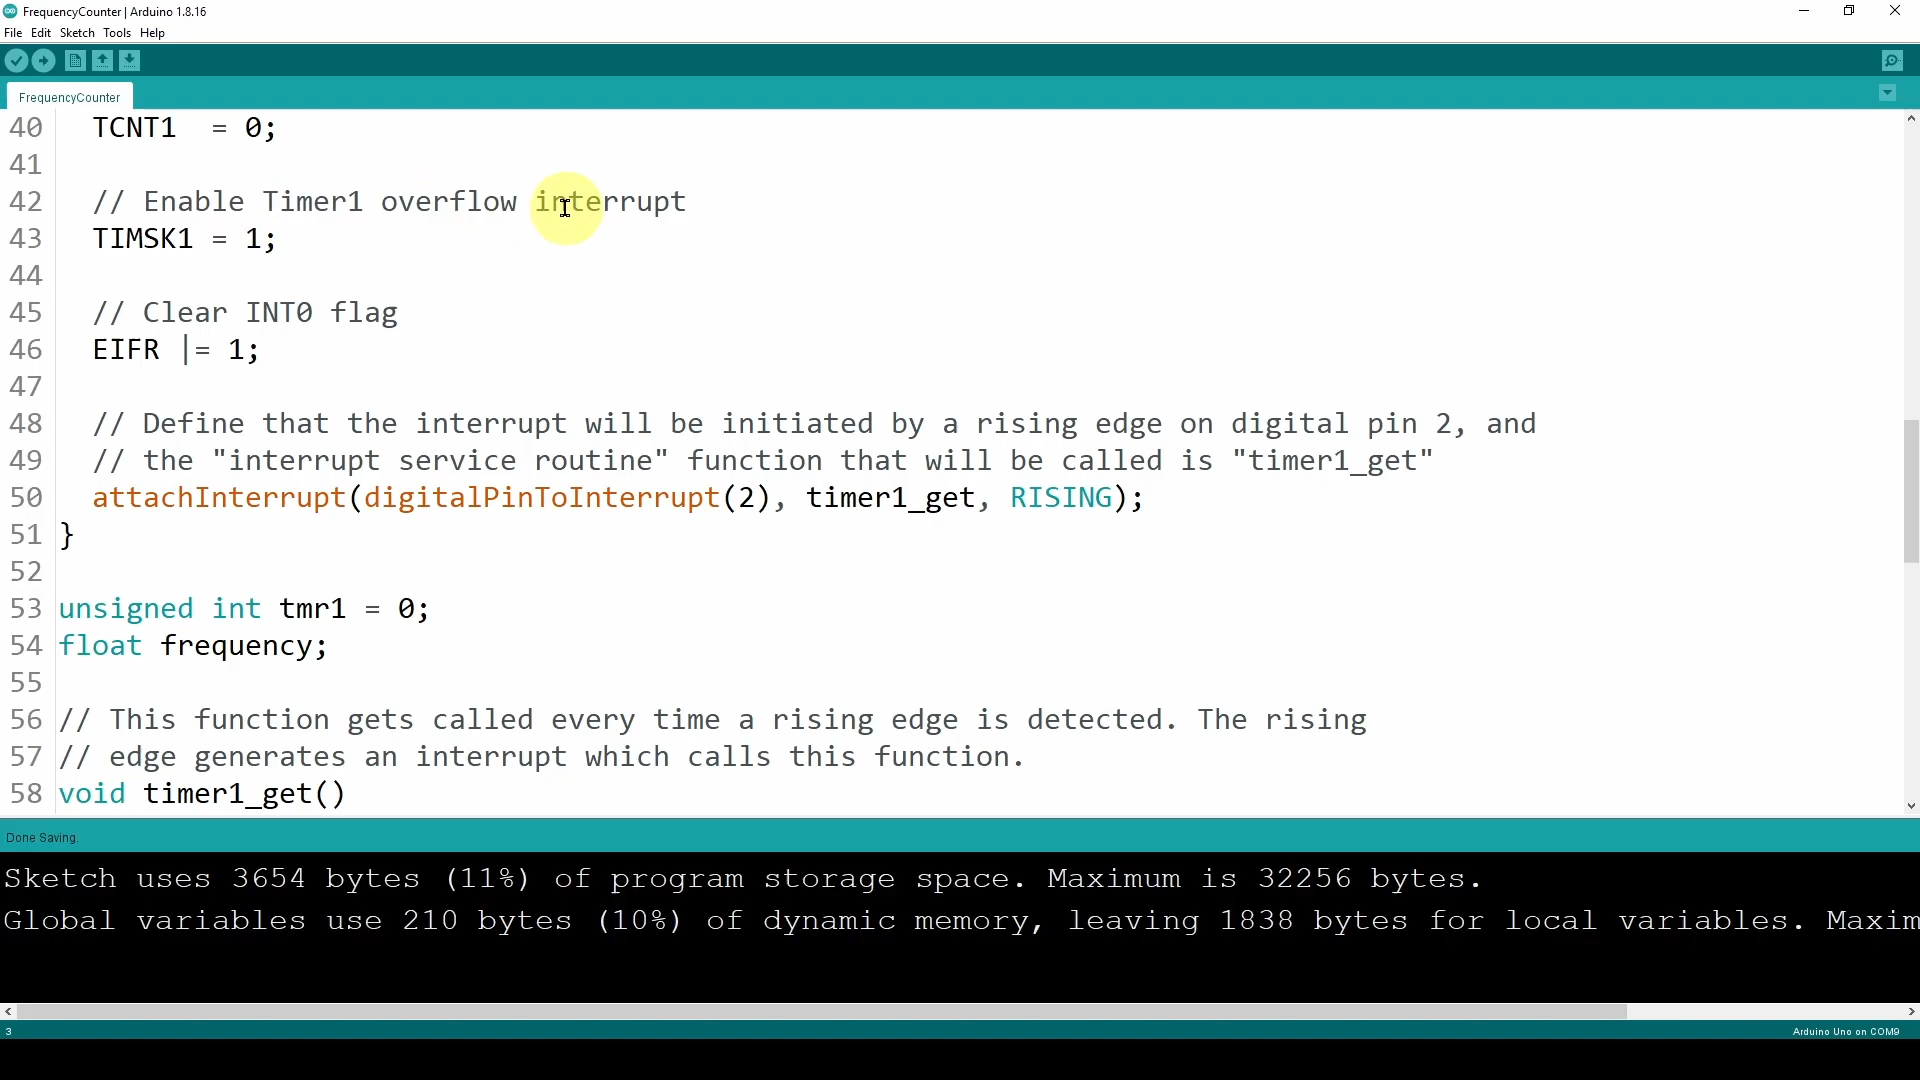 FrequencyCounter | Arduino 1.8.16
File Edit Sketch Tools Help
FrequencyCounter
40 TCNT1 = 0;
41
42 // Enable Timer1 overflow interrupt
43 TIMSK1 = 1;
44
45 // Clear INT0 flag
46 EIFR |= 1;
47
48 // Define that the interrupt will be initiated by a rising edge on digital pin 2, and
49 // the "interrupt service routine" function that will be called is "timer1_get"
50 attachInterrupt(digitalPinToInterrupt(2), timer1_get, RISING);
51 }
52
53 unsigned int tmr1 = 0;
54 float frequency;
55
56 // This function gets called every time a rising edge is detected. The rising
57 // edge generates an interrupt which calls this function.
58 void timer1_get()
Done Saving.
Sketch uses 3654 bytes (11%) of program storage space. Maximum is 32256 bytes.
Global variables use 210 bytes (10%) of dynamic memory, leaving 1838 bytes for local variables. Maxim
3
Arduino Uno on COM9